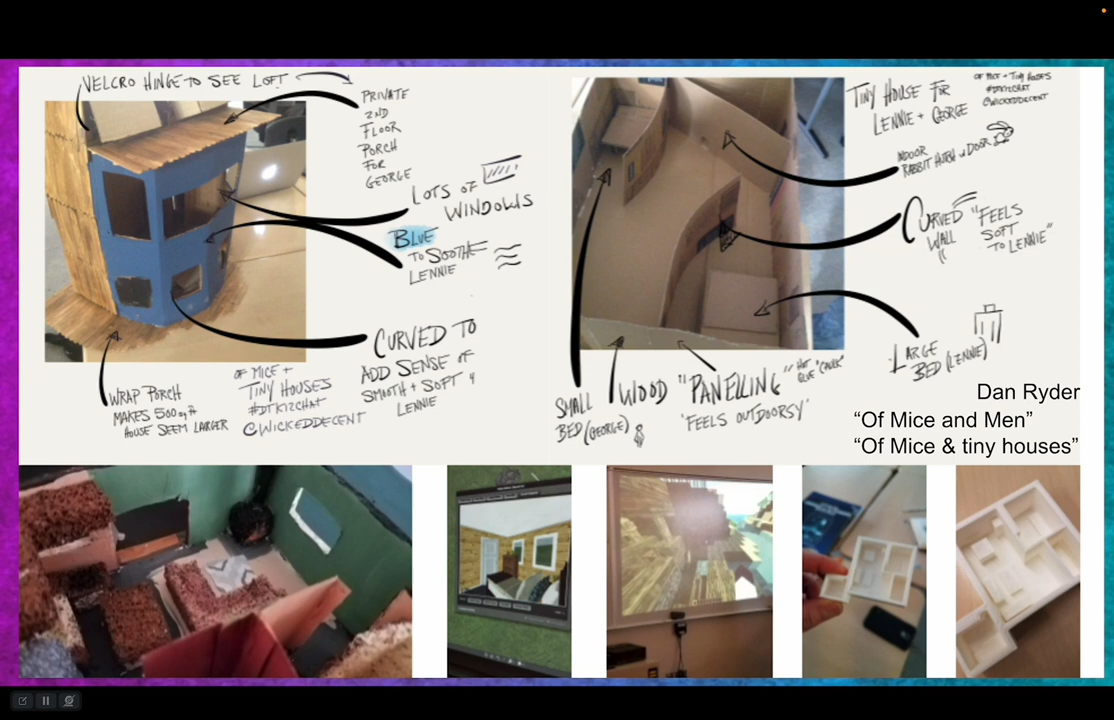 VELCRO HINGE TO SEE LOFT
PRIVATE
2ND
FLOOR
PORCH
FOR
GEORGE
LOTS OF
WINDOWS
BLUE
TO SOOTHE
LENNIE
CURVED TO
ADD SENSE OF
SMOOTH + SOFT 4
LENNIE
WRAP PORCH
MAKES 500 sq ft
HOUSE SEEM LARGER
OF MICE +
TINY HOUSES
#DTK12CHAT
@WICKEDDECENT
TINY HOUSE FOR
LENNIE + GEORGE
OF MICE + TINY HOUSES
#DTK12CHAT
@WICKEDDECENT
INDOOR
RABBIT HUTCH w DOOR
CURVED
WALL
"FEELS
SOFT
TO LENNIE"
LARGE
BED (LENNIE)
SMALL
BED (GEORGE)
WOOD "PANELLING"
HOT
GLUE "CAULK"
'FEELS OUTDOORSY'
Dan Ryder
“Of Mice and Men”
“Of Mice & tiny houses”